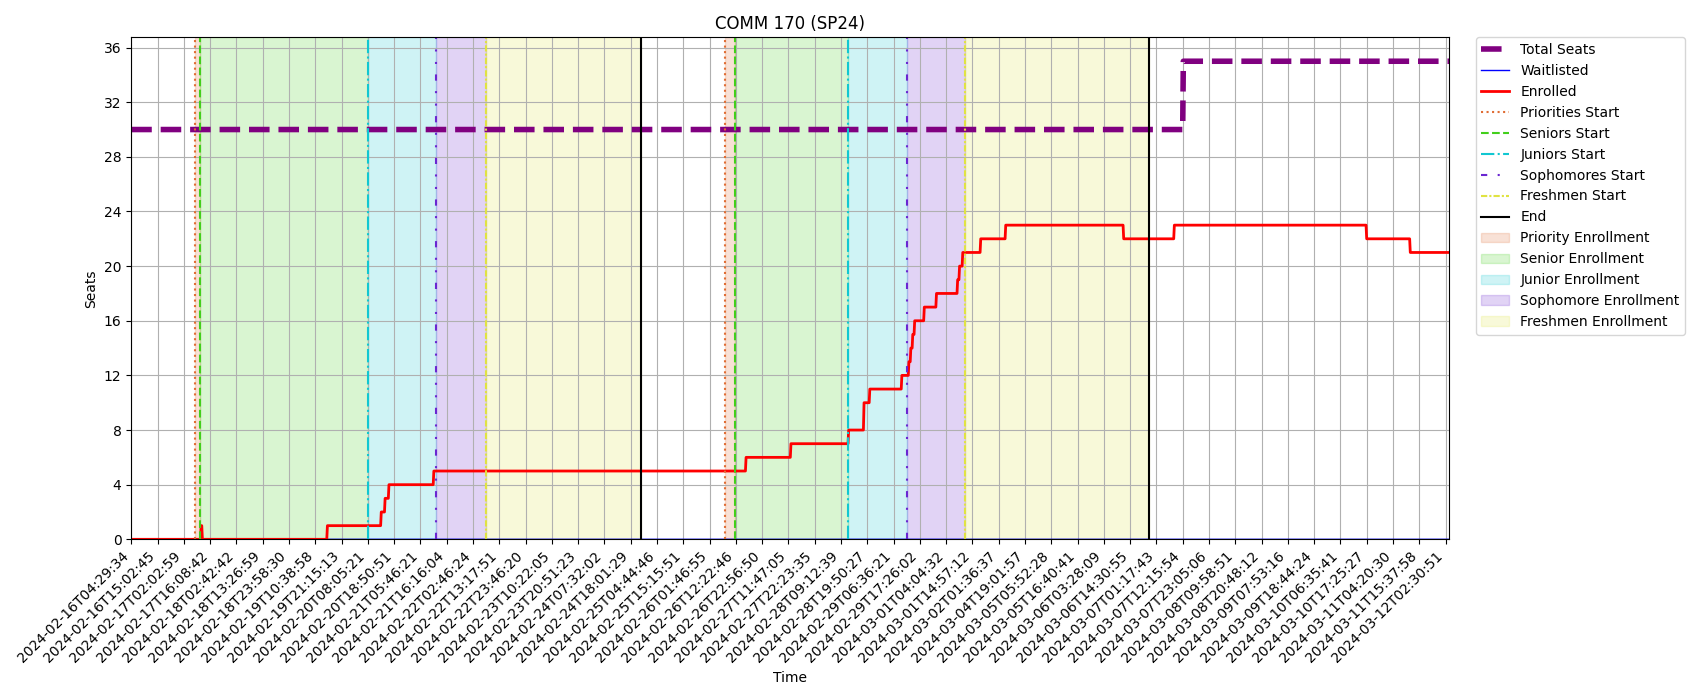 COMM 170 (SP24)
36
32
28
24
20
16
12
8
4
0
Seats
2024-02-16T04:29:34
2024-02-16T15:02:45
2024-02-17T02:02:59
2024-02-17T16:08:42
2024-02-18T02:42:42
2024-02-18T13:26:59
2024-02-18T23:58:30
2024-02-19T10:38:58
2024-02-19T21:15:13
2024-02-20T08:05:21
2024-02-20T18:50:51
2024-02-21T05:46:21
2024-02-21T16:16:04
2024-02-22T02:46:24
2024-02-22T13:17:51
2024-02-22T23:46:20
2024-02-23T10:22:05
2024-02-23T20:51:23
2024-02-24T07:32:02
2024-02-24T18:01:29
2024-02-25T04:44:46
2024-02-25T15:15:51
2024-02-26T01:46:55
2024-02-26T12:22:46
2024-02-26T22:56:50
2024-02-27T11:47:05
2024-02-27T22:23:35
2024-02-28T09:12:39
2024-02-28T19:50:27
2024-02-29T06:36:21
2024-02-29T17:26:02
2024-03-01T04:04:32
2024-03-01T14:57:12
2024-03-02T01:36:37
2024-03-04T19:01:57
2024-03-05T05:52:28
2024-03-05T16:40:41
2024-03-06T03:28:09
2024-03-06T14:30:55
2024-03-07T01:17:43
2024-03-07T12:15:54
2024-03-07T23:05:06
2024-03-08T09:58:51
2024-03-08T20:48:12
2024-03-09T07:53:16
2024-03-09T18:44:24
2024-03-10T06:35:41
2024-03-10T17:25:27
2024-03-11T04:20:30
2024-03-11T15:37:58
2024-03-12T02:30:51
Time
Total Seats
Waitlisted
Enrolled
Priorities Start
Seniors Start
Juniors Start
Sophomores Start
Freshmen Start
End
Priority Enrollment
Senior Enrollment
Junior Enrollment
Sophomore Enrollment
Freshmen Enrollment